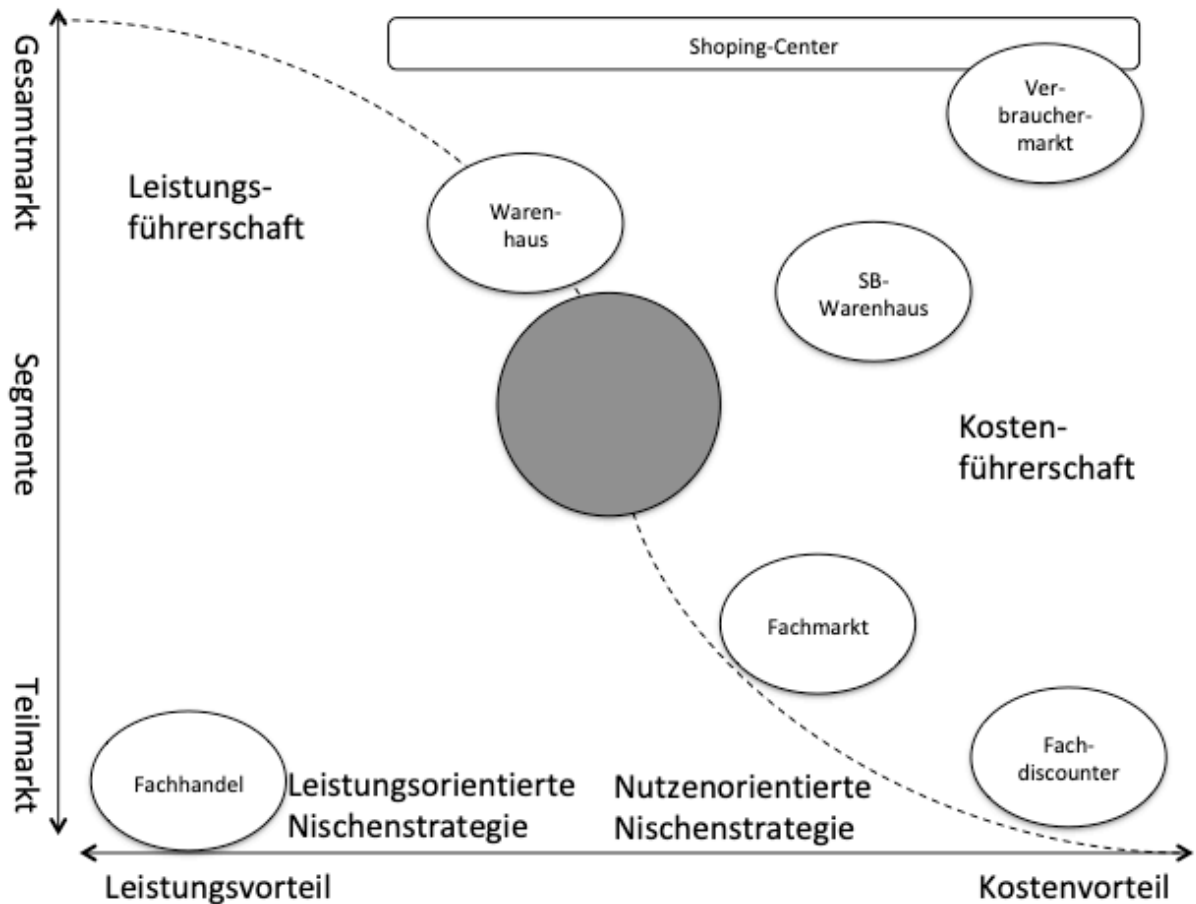 Shoping-Center
Gesamtmarkt
Ver-
braucher-
markt
Leistungs-
führerschaft
Waren-
haus
SB-
Warenhaus
Segmente
Kosten-
führerschaft
Fachmarkt
Teilmarkt
Fachhandel
Leistungsorientierte
Nischenstrategie
Nutzenorientierte
Nischenstrategie
Fach-
discounter
Leistungsvorteil
Kostenvorteil